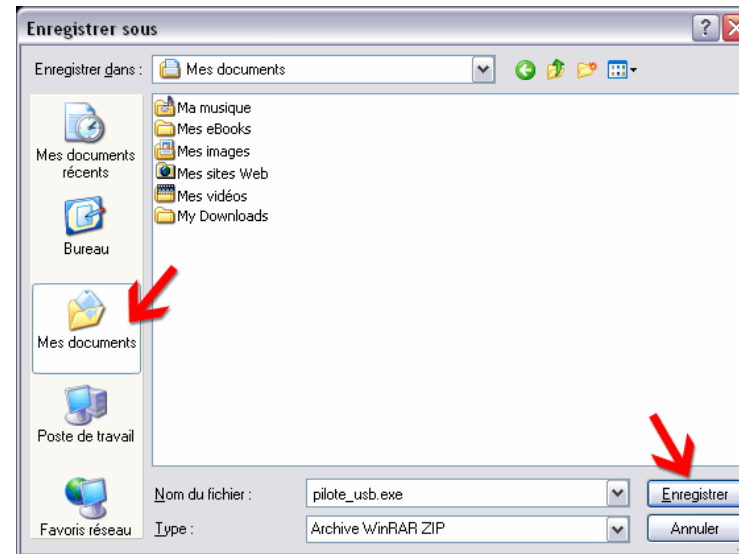 Enregistrer sous
Enregistrer dans :
Mes documents
Mes documents
récents
Bureau
Mes documents
Poste de travail
Favoris réseau
Ma musique
Mes eBooks
Mes images
Mes sites Web
Mes vidéos
My Downloads
Nom du fichier :
pilote_usb.exe
Enregistrer
Type :
Archive WinRAR ZIP
Annuler